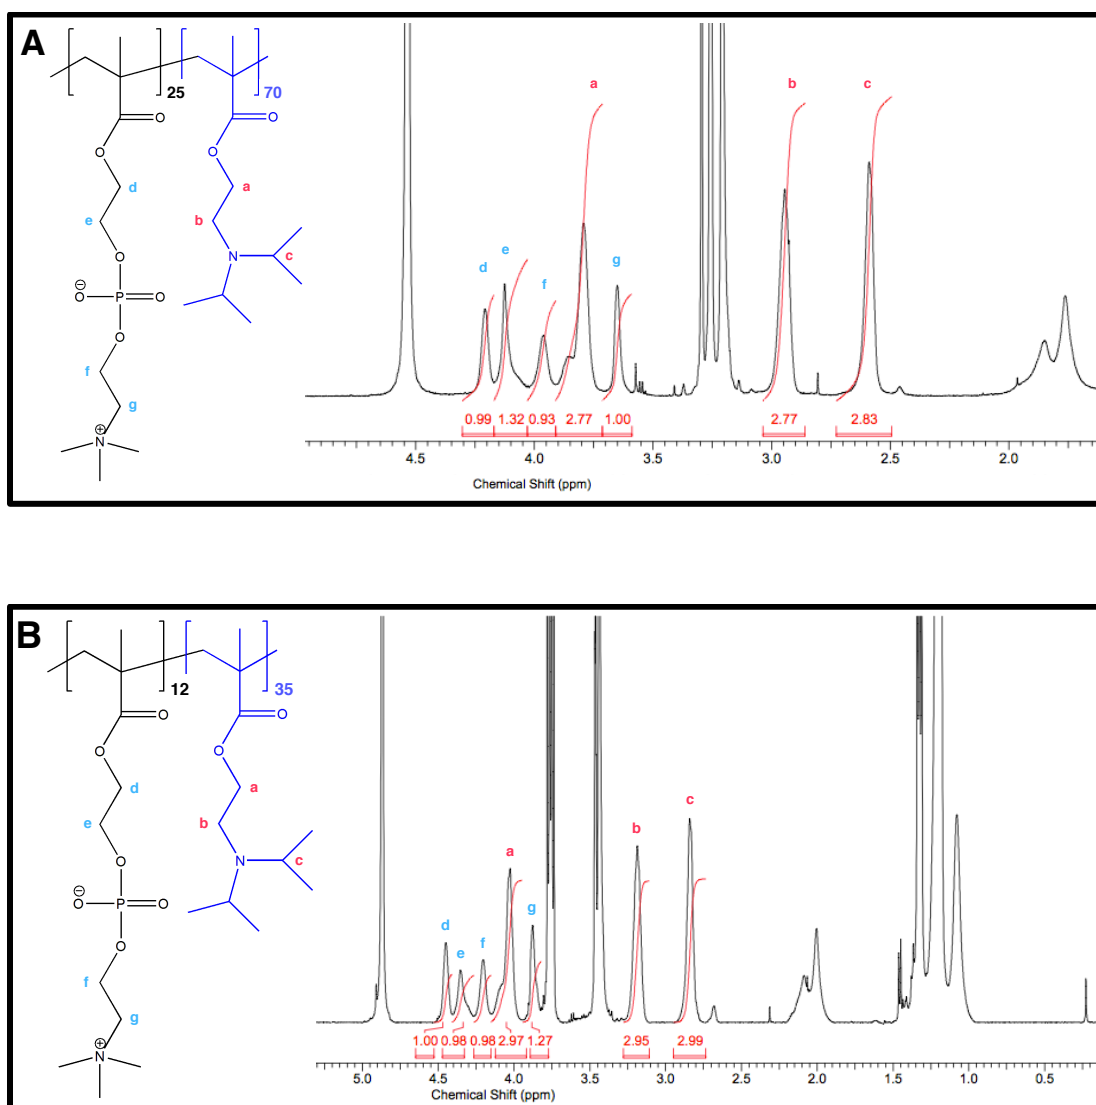 A
25
70
O
O
O
O
d
a
e
b
O
N
c
⊖
O
P
O
O
f
g
N
⊕
a
b
c
d
e
f
g
0.99 1.32 0.93 2.77 1.00 2.77 2.83
4.5 4.0 3.5 3.0 2.5 2.0
Chemical Shift (ppm)
B
12
35
O
O
O
O
d
a
e
b
O
N
c
⊖
O
P
O
O
f
g
N
⊕
a
b
c
d
e
f
g
1.00 0.98 0.98 2.97 1.27 2.95 2.99
5.0 4.5 4.0 3.5 3.0 2.5 2.0 1.5 1.0 0.5
Chemical Shift (ppm)